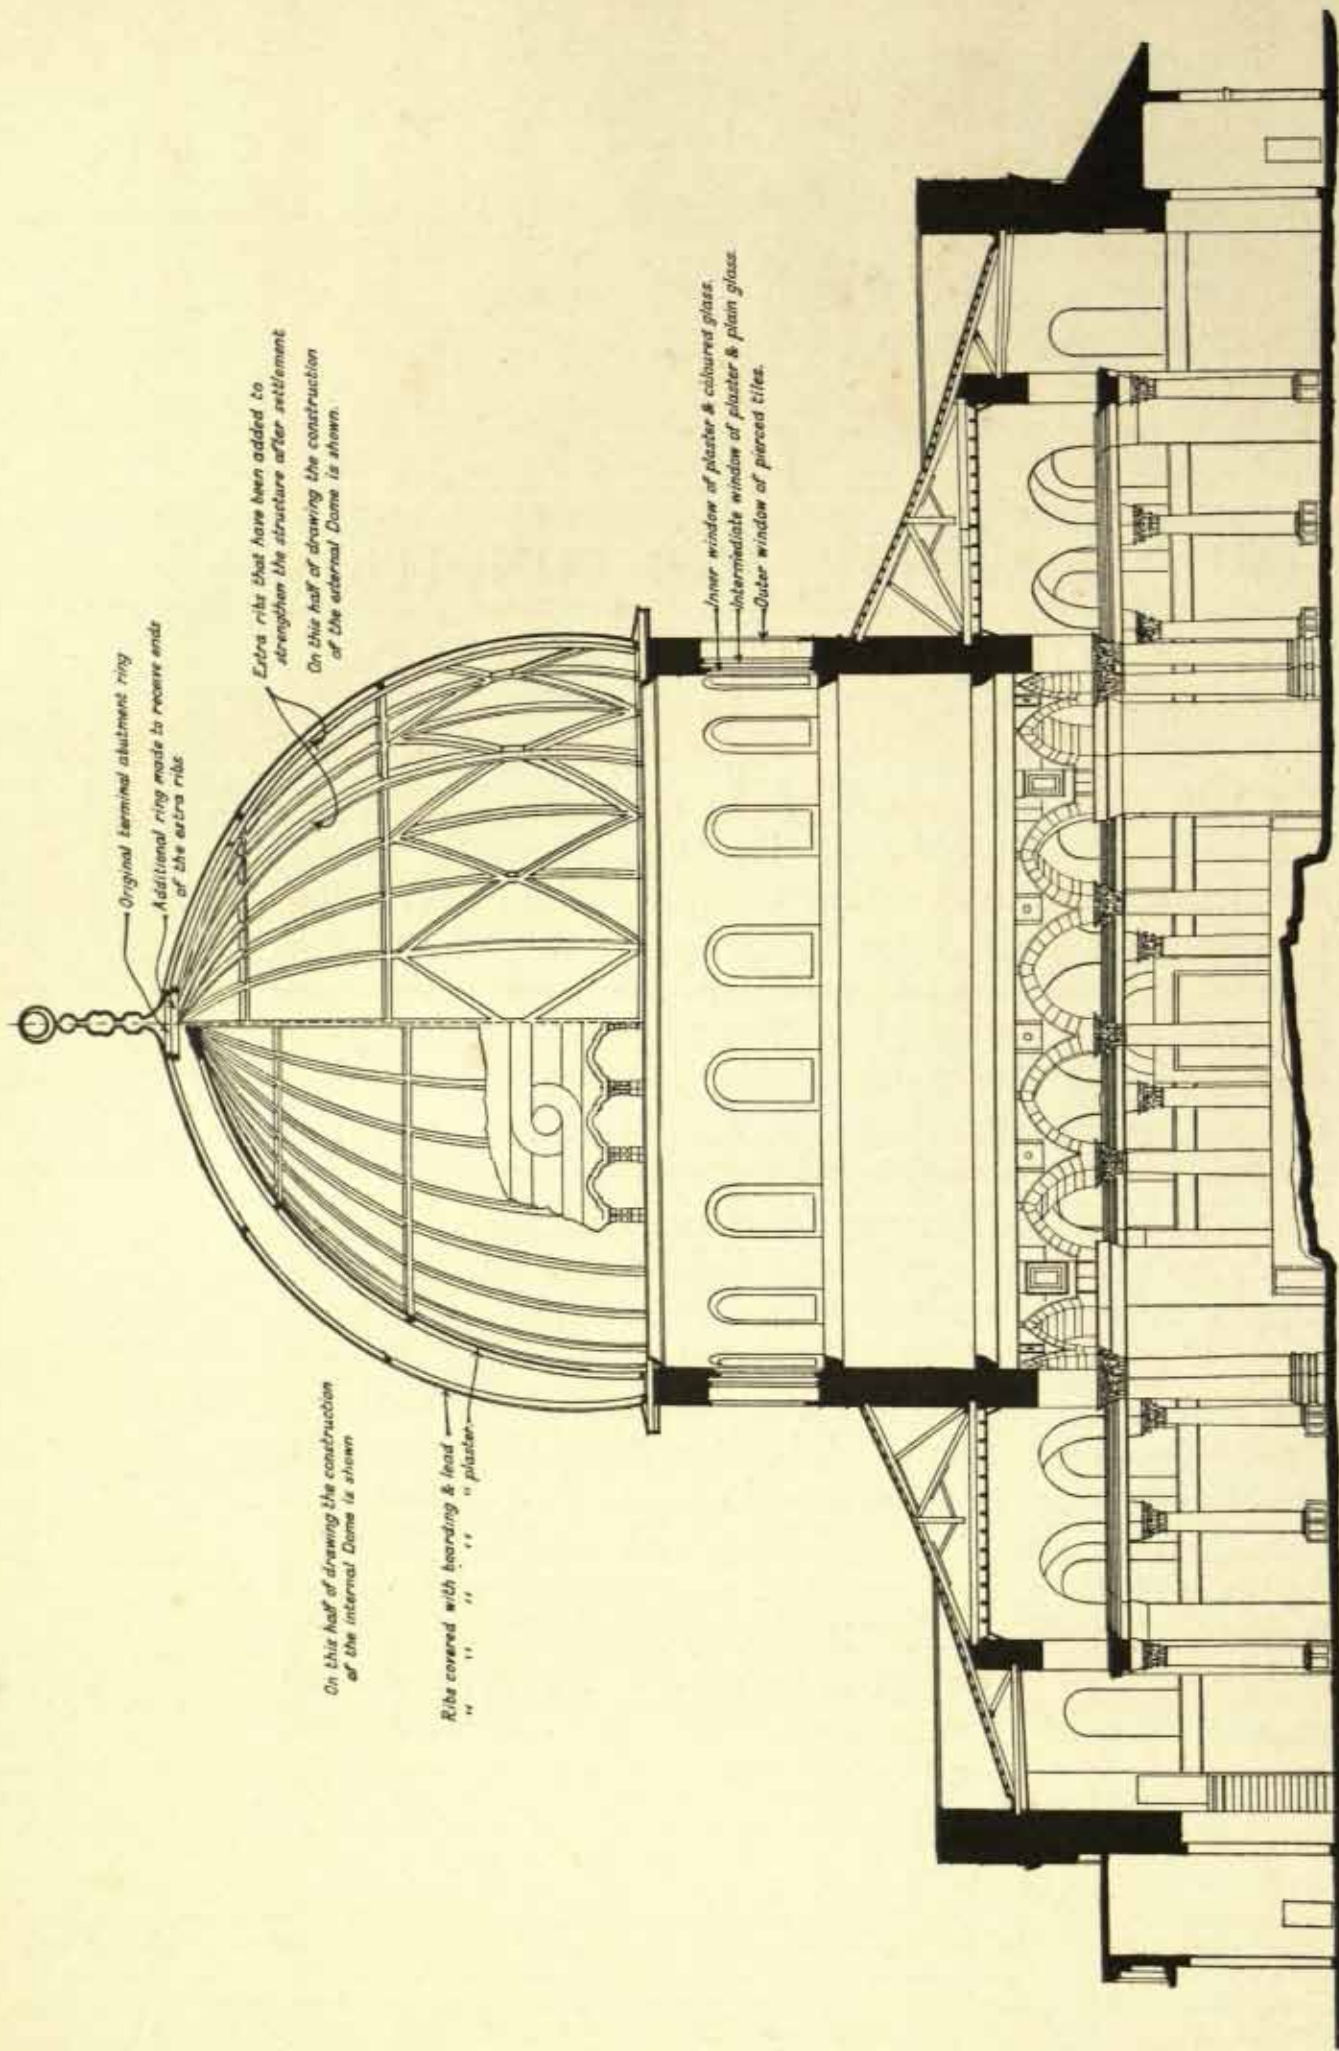 Original terminal abutment ring
Additional ring made to receive ends
of the extra ribs
Extra ribs that have been added to
strengthen the structure after settlement
On this half of drawing the construction
of the external Dome is shown.
On this half of drawing the construction
of the internal Dome is shown
Ribs covered with boarding & lead
" " " " " plaster
Inner window of plaster & coloured glass.
Intermediate window of plaster & plain glass.
Outer window of pierced tiles.